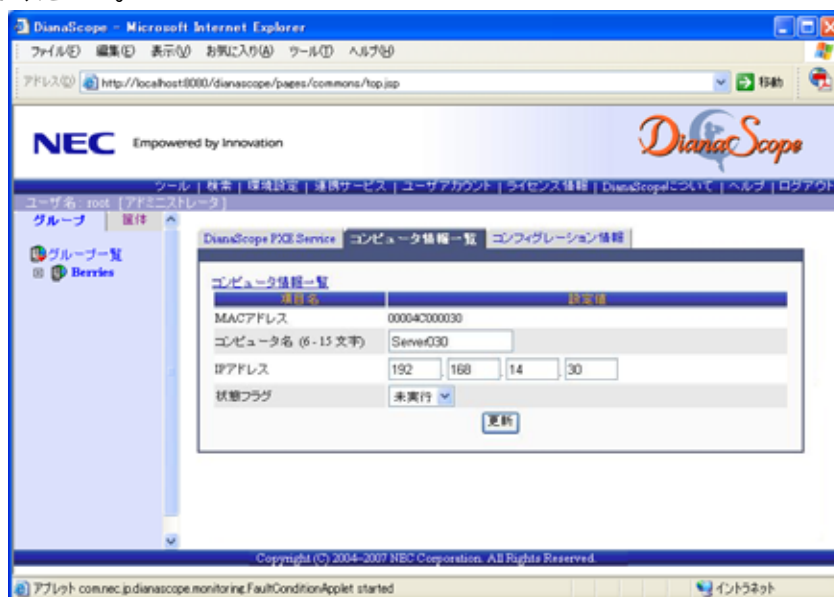 DianaScope - Microsoft Internet Explorer
ファイル(F) 編集(E) 表示(V) お気に入り(A) ツール(T) ヘルプ(H)
アドレス(D) http://localhost:8080/dianascope/pages/commons/top.jsp 移動
NEC Empowered by Innovation DianaScope
ツール | 検索 | 環境設定 | 連携サービス | ユーザアカウント | ライセンス情報 | DianaScopeについて | ヘルプ | ログアウト
ユーザ名: root [アドミニストレータ]
グループ 筐体
DianaScope PXE Service コンピュータ情報一覧 コンフィグレーション情報
グループ一覧
Berries
コンピュータ情報一覧
項目名 設定値
MACアドレス 00004C000030
コンピュータ名 (6-15 文字) Server030
IPアドレス 192 . 168 . 14 . 30
状態フラグ 未実行
更新
Copyright (C) 2004-2007 NEC Corporation. All Rights Reserved.
アプレット com.nec.jp.dianascope.monitoring.FaultConditionApplet started イントラネット